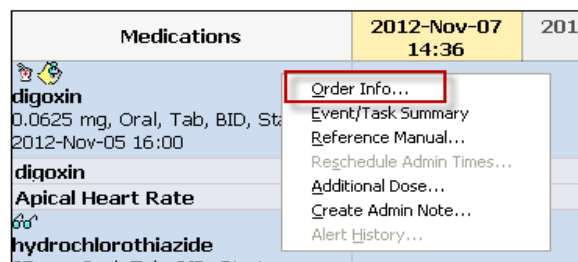 Medications
2012-Nov-07
14:36
201
digoxin
0.0625 mg, Oral, Tab, BID,
2012-Nov-05 16:00
digoxin
Apical Heart Rate
hydrochlorothiazide
Order Info...
Event/Task Summary
Reference Manual...
Reschedule Admin Times...
Additional Dose...
Create Admin Note...
Alert History...